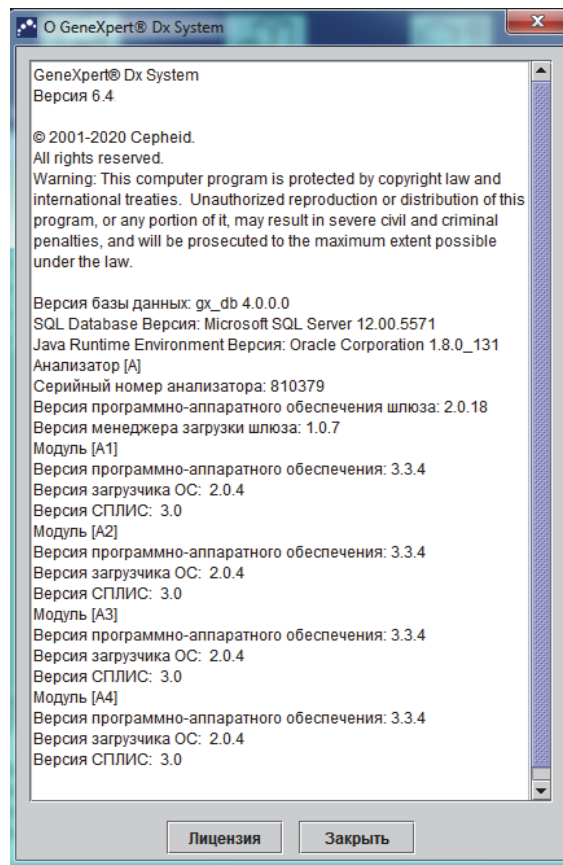 О GeneXpert® Dx System
GeneXpert® Dx System
Версия 6.4
© 2001-2020 Cepheid.
All rights reserved.
Warning: This computer program is protected by copyright law and
international treaties.  Unauthorized reproduction or distribution of this
program, or any portion of it, may result in severe civil and criminal
penalties, and will be prosecuted to the maximum extent possible
under the law.
Версия базы данных: gx_db 4.0.0.0
SQL Database Версия: Microsoft SQL Server 12.00.5571
Java Runtime Environment Версия: Oracle Corporation 1.8.0_131
Анализатор [A]
Серийный номер анализатора: 810379
Версия программно-аппаратного обеспечения шлюза: 2.0.18
Версия менеджера загрузки шлюза: 1.0.7
Модуль [A1]
Версия программно-аппаратного обеспечения: 3.3.4
Версия загрузчика ОС:  2.0.4
Версия СПЛИС:  3.0
Модуль [A2]
Версия программно-аппаратного обеспечения: 3.3.4
Версия загрузчика ОС:  2.0.4
Версия СПЛИС:  3.0
Модуль [A3]
Версия программно-аппаратного обеспечения: 3.3.4
Версия загрузчика ОС:  2.0.4
Версия СПЛИС:  3.0
Модуль [A4]
Версия программно-аппаратного обеспечения: 3.3.4
Версия загрузчика ОС:  2.0.4
Версия СПЛИС:  3.0
Лицензия
Закрыть